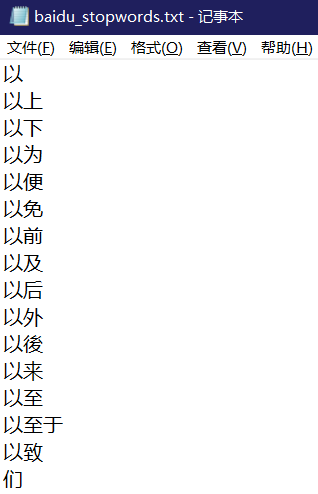 baidu_stopwords.txt - 记事本
文件(F) 编辑(E) 格式(O) 查看(V) 帮助(H)
以
以上
以下
以为
以便
以免
以前
以及
以后
以外
以後
以来
以至
以至于
以致
们